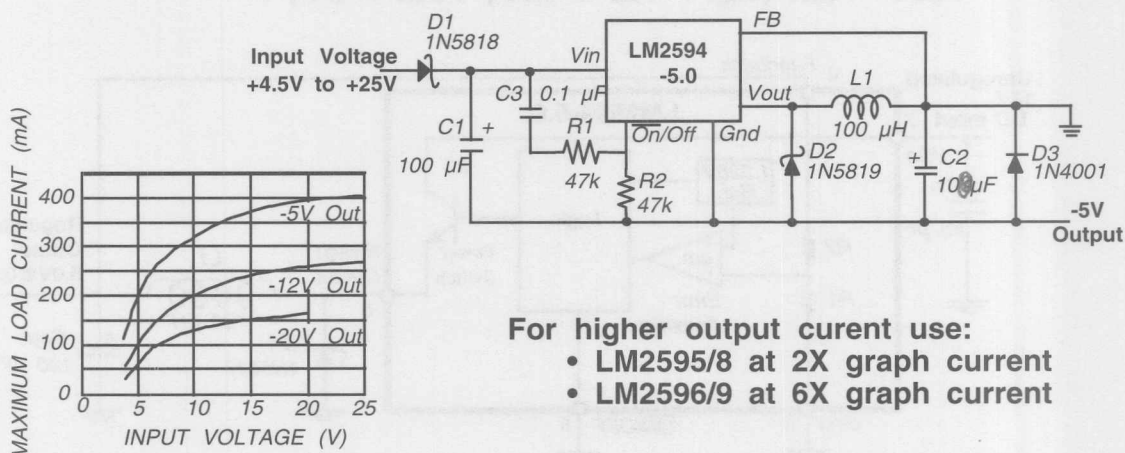 D1
1N5818
Input Voltage
+4.5V to +25V
Vin
LM2594
-5.0
FB
Vout
L1
100 µH
C3
0.1 µF
C1
+
100 µF
R1
47k
On/Off
Gnd
R2
47k
D2
1N5819
+
C2
µF
D3
1N4001
-5V
Output
MAXIMUM LOAD CURRENT (mA)
400
300
200
100
0
-5V Out
-12V Out
-20V Out
0
5
10
15
20
25
INPUT VOLTAGE (V)
For higher output curent use:
• LM2595/8 at 2X graph current
• LM2596/9 at 6X graph current